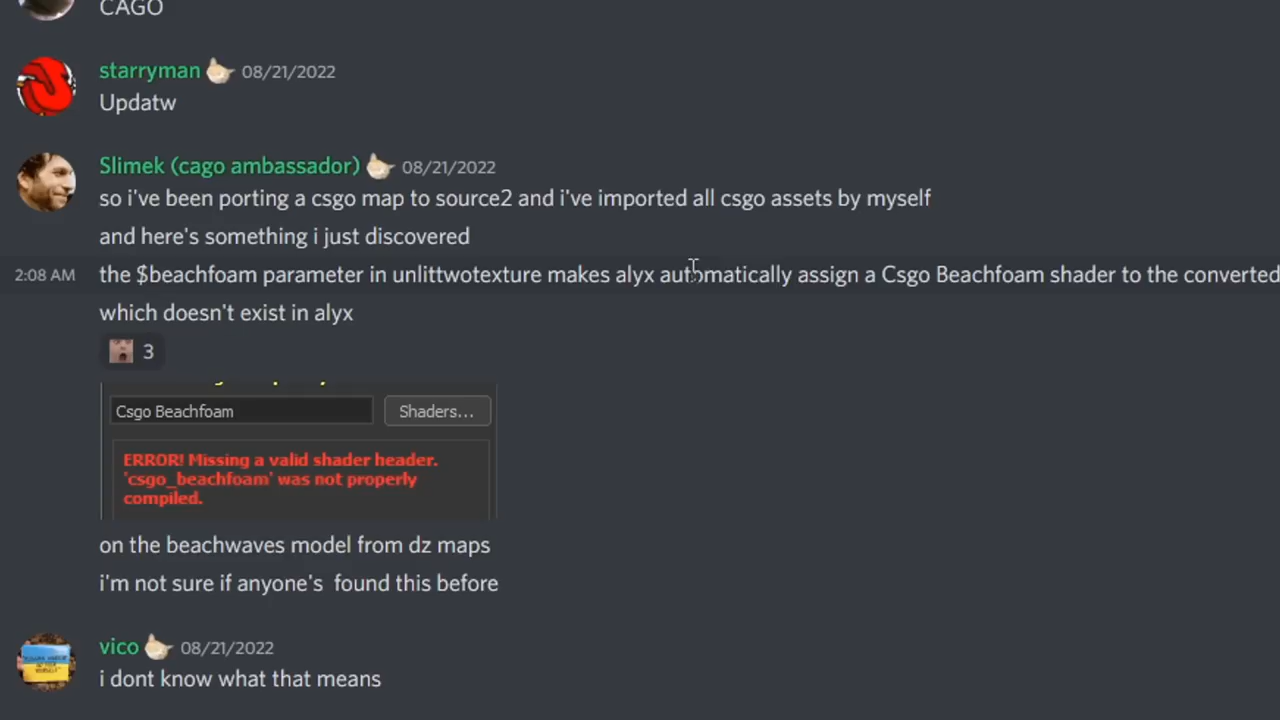 CAGO
starryman 08/21/2022
Updatw
Slimek (cago ambassador) 08/21/2022
so i've been porting a csgo map to source2 and i've imported all csgo assets by myself
and here's something i just discovered
2:08 AM the $beachfoam parameter in unlittwotexture makes alyx automatically assign a Csgo Beachfoam shader to the converted
which doesn't exist in alyx
3
Csgo Beachfoam Shaders...
ERROR! Missing a valid shader header.
'csgo_beachfoam' was not properly
compiled.
on the beachwaves model from dz maps
i'm not sure if anyone's found this before
vico 08/21/2022
i dont know what that means